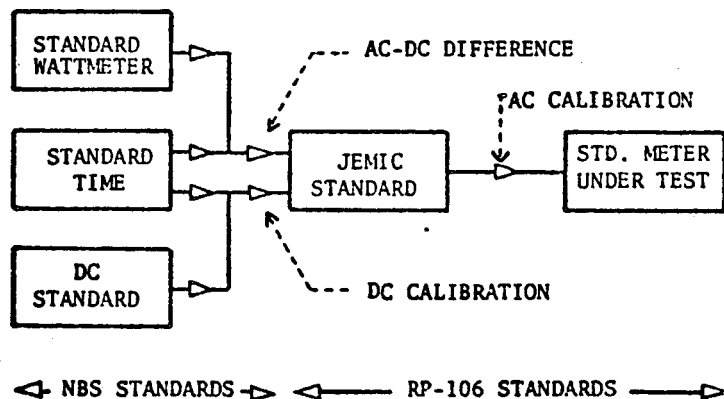 STANDARD
WATTMETER
AC-DC DIFFERENCE
AC CALIBRATION
STANDARD
TIME
JEMIC
STANDARD
STD. METER
UNDER TEST
DC
STANDARD
DC CALIBRATION
NBS STANDARDS
RP-106 STANDARDS